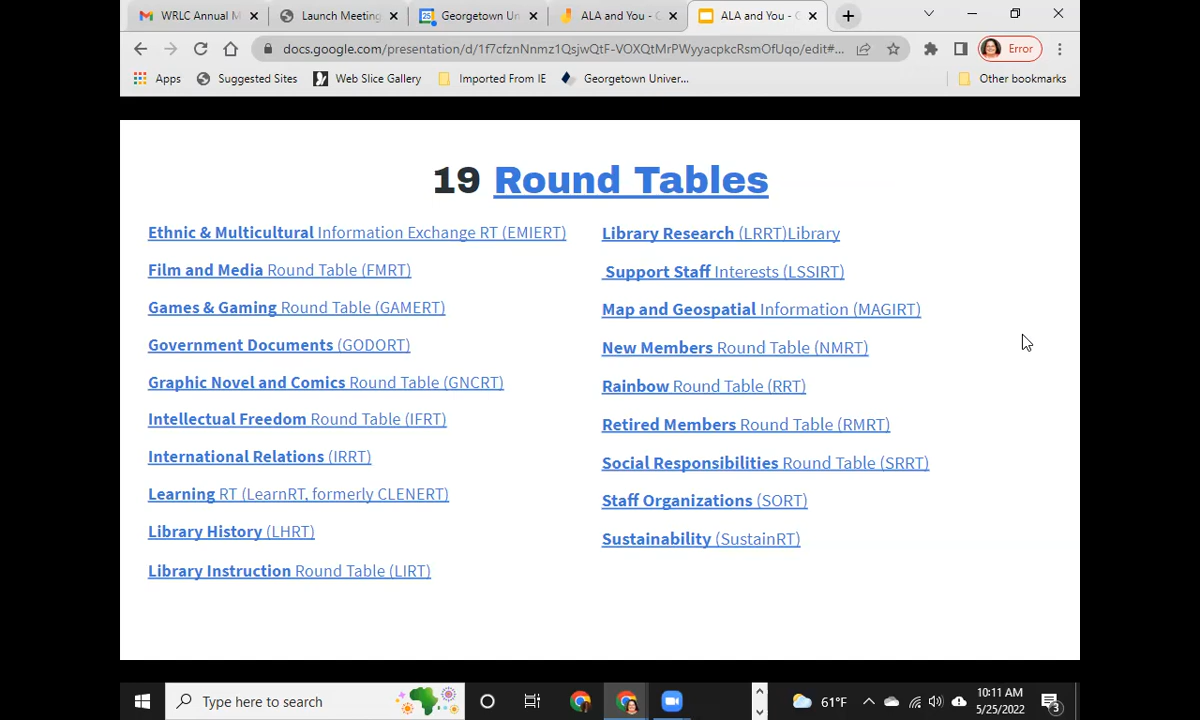 WRLC Annual M
Launch Meeting
25
Georgetown Un
ALA and You - G
ALA and You - G
docs.google.com/presentation/d/1f7cfznNnmz1QsjwQtF-VOXQtMrPWyyacpkcRsmOfUqo/edit#...
Error
Apps
Suggested Sites
Web Slice Gallery
Imported From IE
Georgetown Univer...
Other bookmarks
19 Round Tables
Ethnic & Multicultural Information Exchange RT (EMIERT)
Film and Media Round Table (FMRT)
Games & Gaming Round Table (GAMERT)
Government Documents (GODORT)
Graphic Novel and Comics Round Table (GNCRT)
Intellectual Freedom Round Table (IFRT)
International Relations (IRRT)
Learning RT (LearnRT, formerly CLENERT)
Library History (LHRT)
Library Instruction Round Table (LIRT)
Library Research (LRRT)Library
Support Staff Interests (LSSIRT)
Map and Geospatial Information (MAGIRT)
New Members Round Table (NMRT)
Rainbow Round Table (RRT)
Retired Members Round Table (RMRT)
Social Responsibilities Round Table (SRRT)
Staff Organizations (SORT)
Sustainability (SustainRT)
Type here to search
61°F
10:11 AM
5/25/2022
3